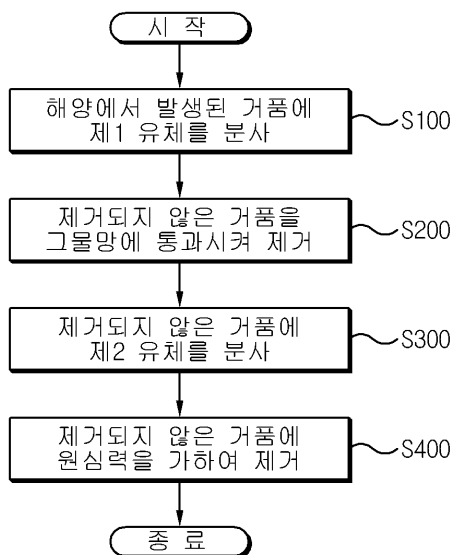 시 작
해양에서 발생된 거품에
제1 유체를 분사
S100
제거되지 않은 거품을
그물망에 통과시켜 제거
S200
제거되지 않은 거품에
제2 유체를 분사
S300
제거되지 않은 거품에
원심력을 가하여 제거
S400
종 료